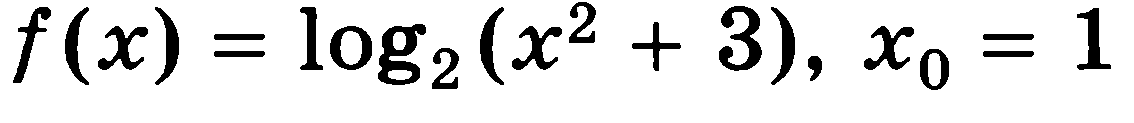 f(x) = log₂(x² + 3), x₀ = 1